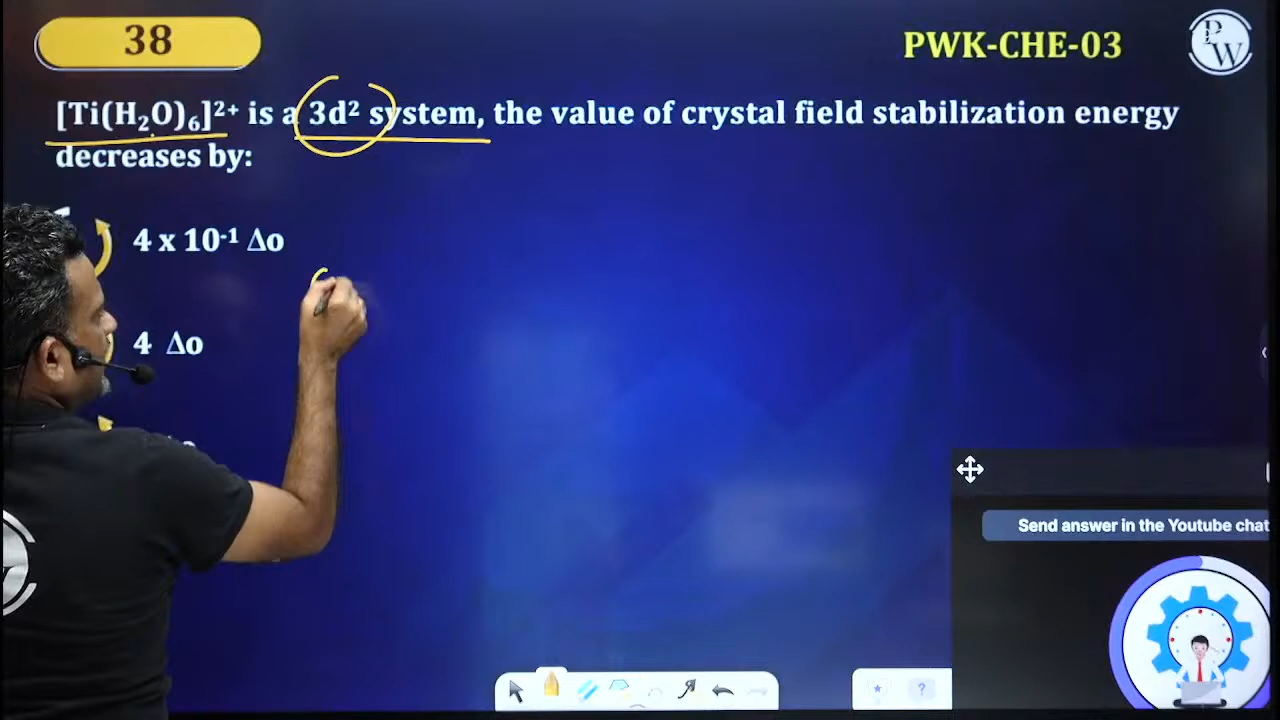 38
PWK-CHE-03
P
W
[Ti(H₂O)₆]²⁺ is a 3d² system, the value of crystal field stabilization energy
decreases by:
4 x 10⁻¹ Δo
4 Δo
Send answer in the Youtube chat
?